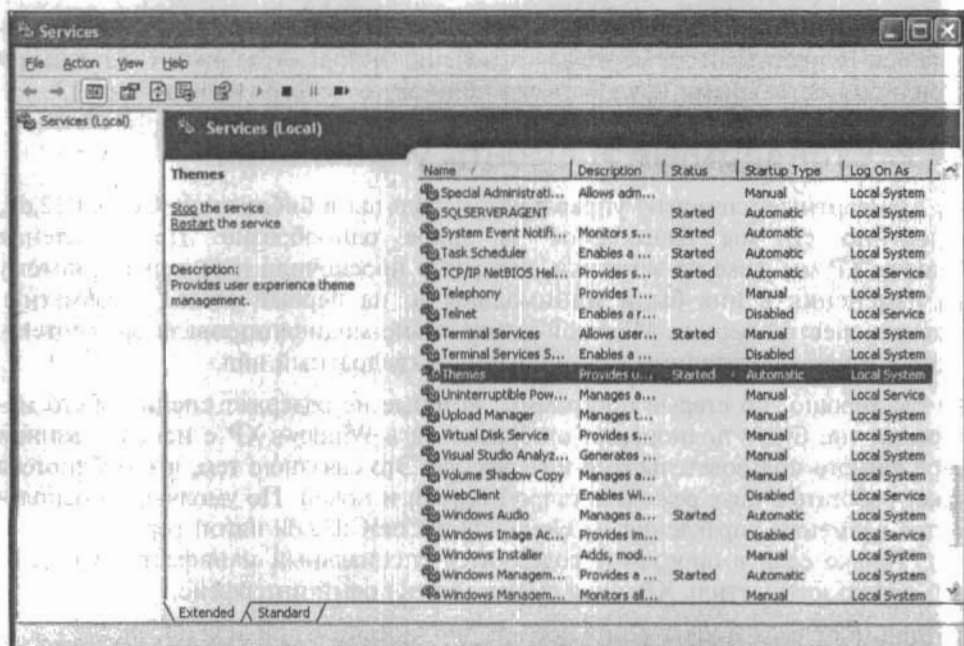 Services
File Action View Help
Services (Local)
Services (Local)
Themes
Stop the service
Restart the service
Description:
Provides user experience theme
management.
Name Description Status Startup Type Log On As
Special Administrati... Allows adm... Manual Local System
SQLSERVERAGENT Started Automatic Local System
System Event Notifi... Monitors s... Started Automatic Local System
Task Scheduler Enables a ... Started Automatic Local System
TCP/IP NetBIOS Hel... Provides s... Started Automatic Local Service
Telephony Provides T... Manual Local System
Telnet Enables a r... Disabled Local Service
Terminal Services Allows user... Started Manual Local System
Terminal Services S... Enables a ... Disabled Local System
Themes Provides u... Started Automatic Local System
Uninterruptible Pow... Manages a... Manual Local Service
Upload Manager Manages t... Manual Local System
Virtual Disk Service Provides s... Manual Local System
Visual Studio Analyz... Generates ... Manual Local System
Volume Shadow Copy Manages a... Manual Local System
WebClient Enables Wi... Disabled Local Service
Windows Audio Manages a... Started Automatic Local System
Windows Image Ac... Provides im... Disabled Local Service
Windows Installer Adds, modi... Manual Local System
Windows Managem... Provides a ... Started Automatic Local System
Windows Managem... Monitors all... Manual Local System
Extended Standard